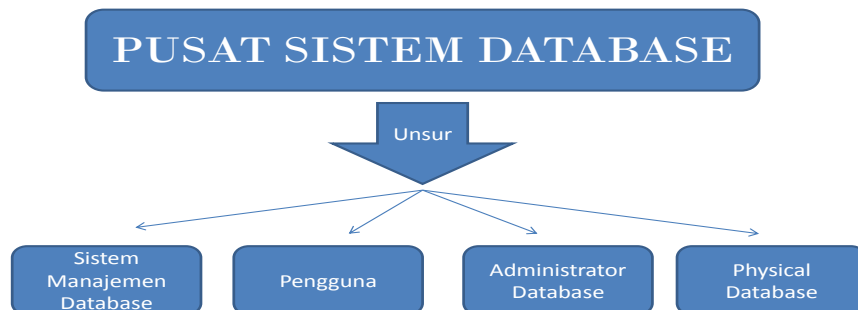 PUSAT SISTEM DATABASE
Unsur
Sistem
Manajemen
Database
Pengguna
Administrator
Database
Physical
Database